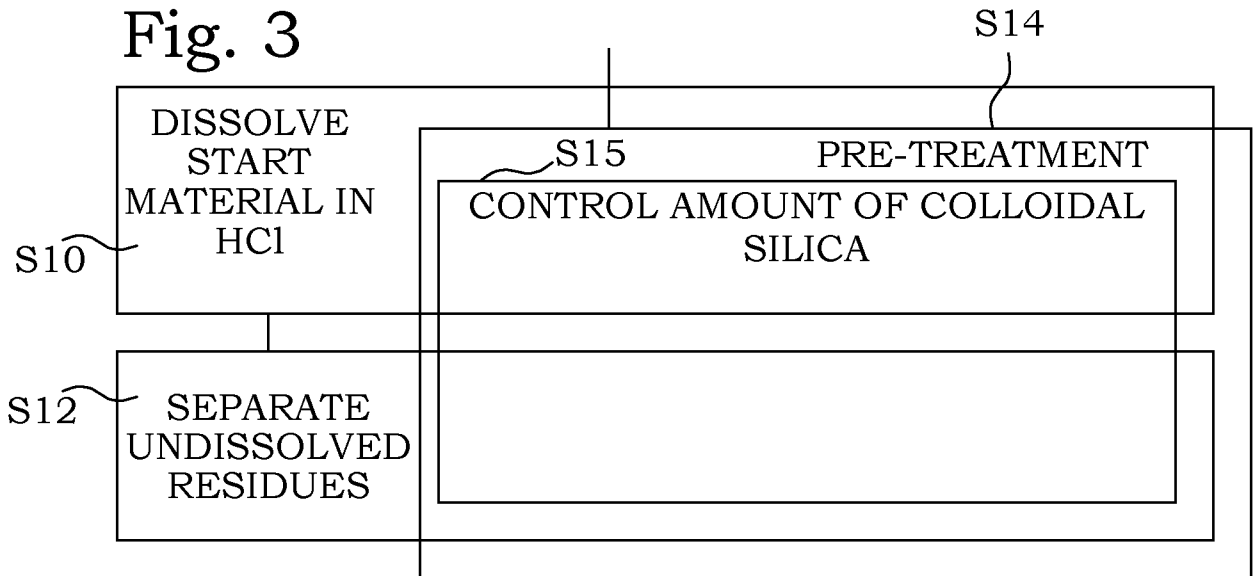 Fig. 3
S14
DISSOLVE
START
MATERIAL IN
HCl
S10
S15
PRE-TREATMENT
CONTROL AMOUNT OF COLLOIDAL
SILICA
S12
SEPARATE
UNDISSOLVED
RESIDUES